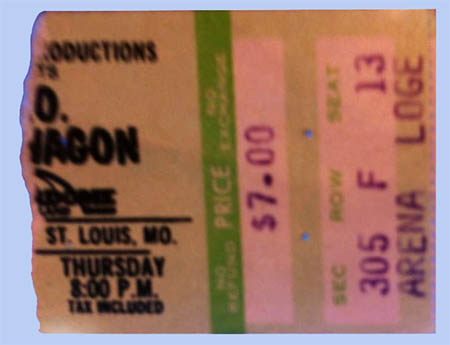 RODUCTIONS
TS
.O.
WAGON
ST. LOUIS, MO.
THURSDAY
8:00 P.M.
TAX INCLUDED
NO REFUND PRICE NO EXCHANGE
$7.00
SEC ROW SEAT
305 F 13
ARENA LOGE